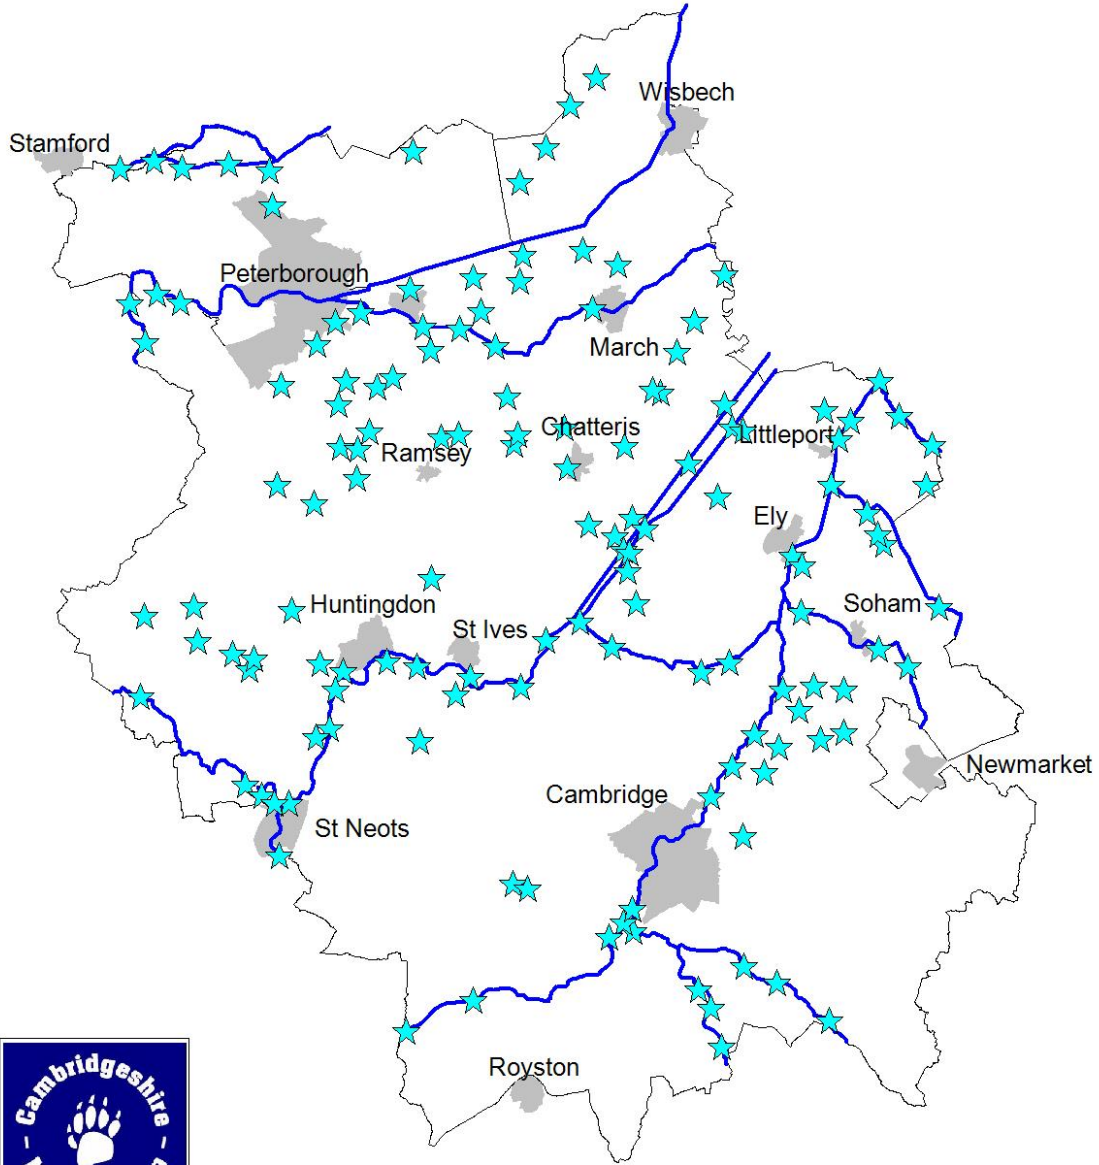 Wisbech
Stamford
Peterborough
March
Chatteris
Littleport
Ramsey
Ely
Huntingdon
Soham
St Ives
Newmarket
Cambridge
St Neots
Royston
Cambridgeshire